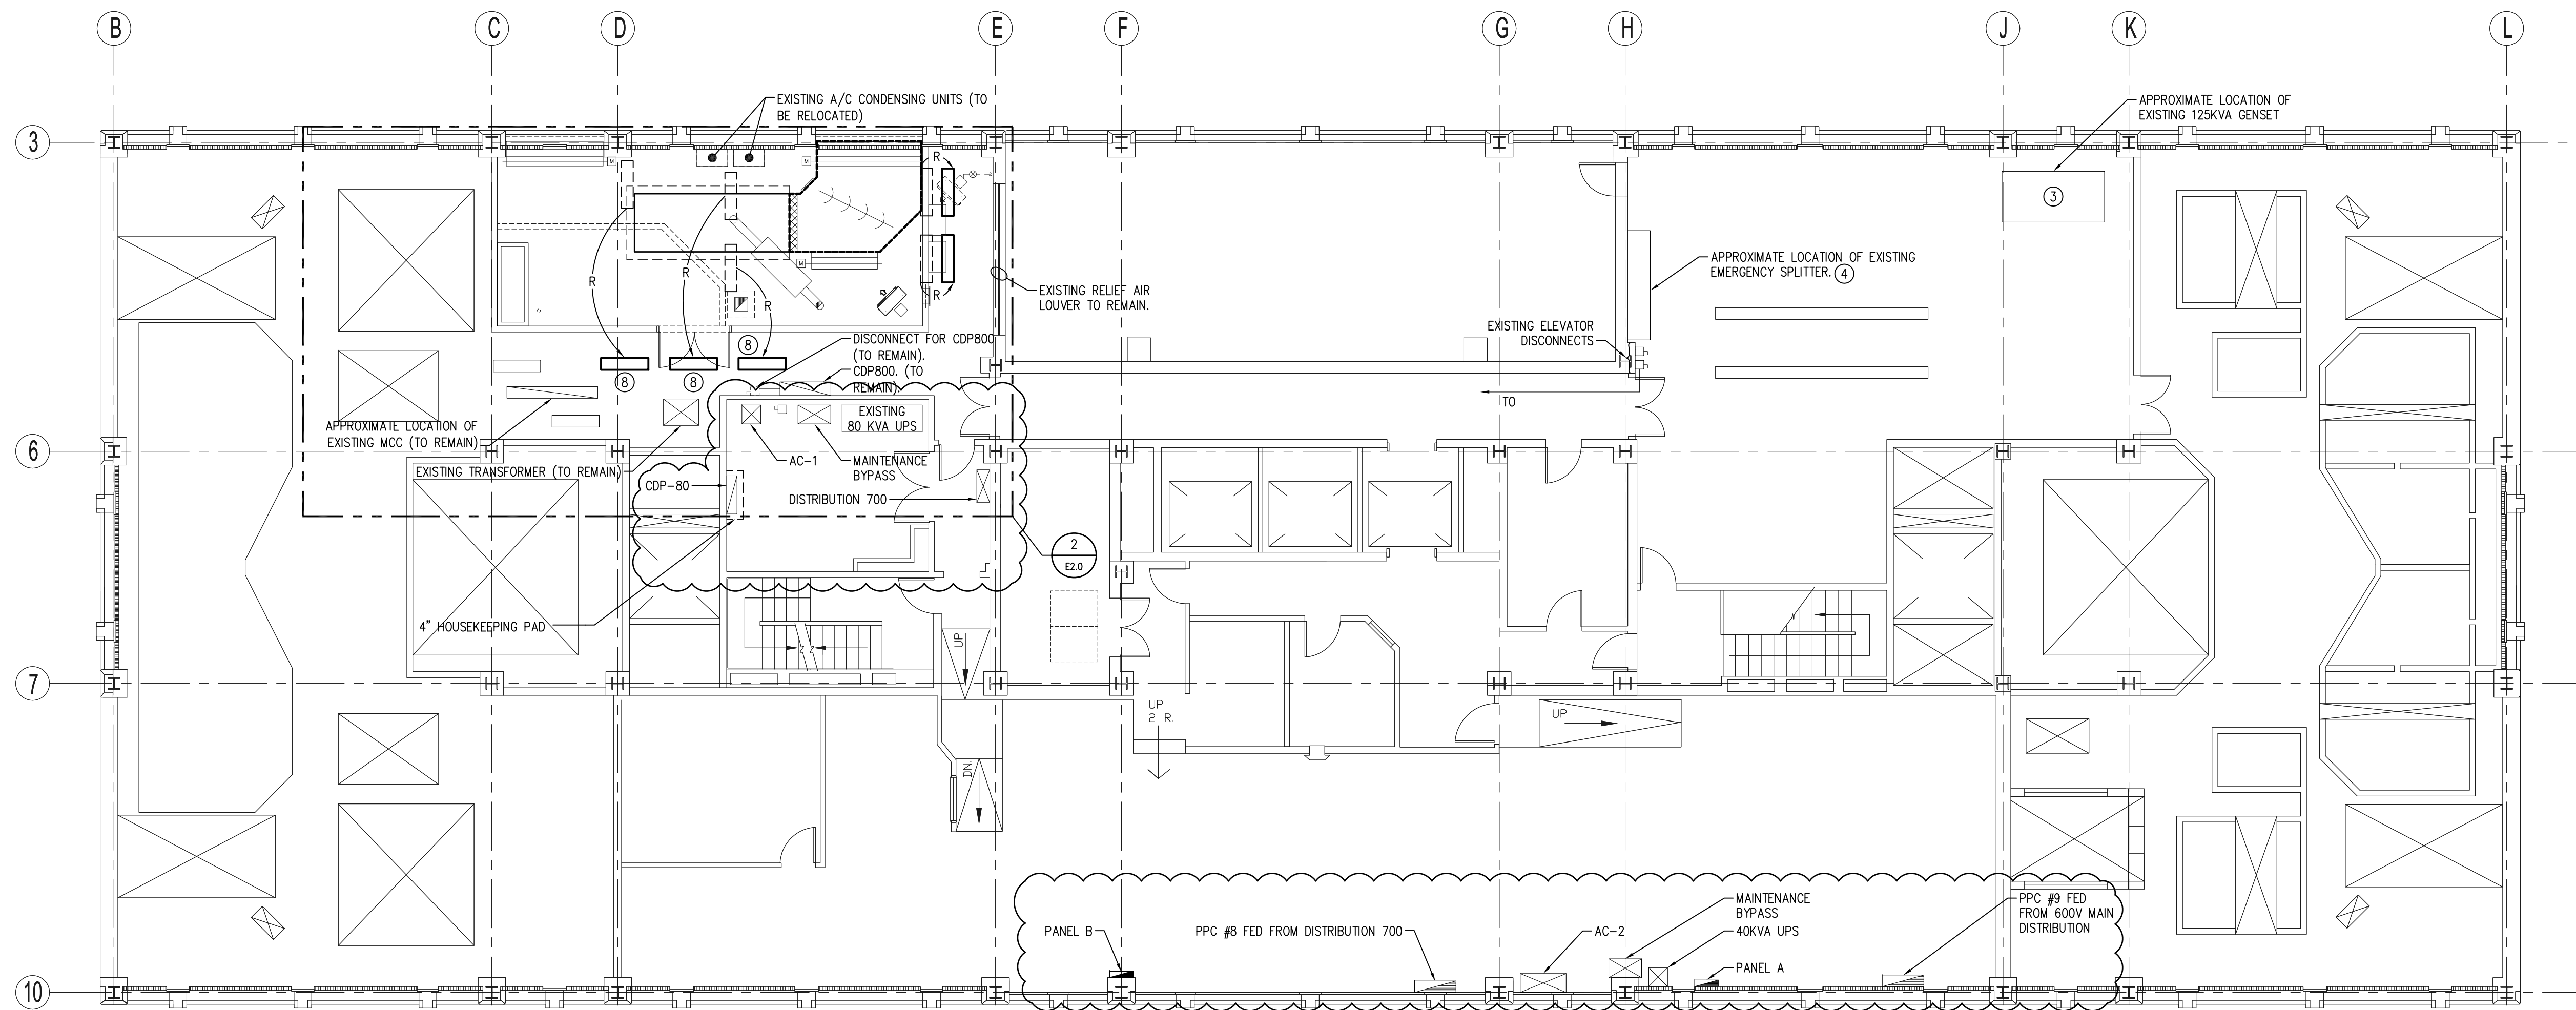 B
C
D
E
F
G
H
J
K
L
3
6
7
10
EXISTING A/C CONDENSING UNITS (TO
BE RELOCATED)
APPROXIMATE LOCATION OF
EXISTING 125KVA GENSET
3
M
M
R
R
R
R
R
APPROXIMATE LOCATION OF EXISTING
EMERGENCY SPLITTER.
4
EXISTING RELIEF AIR
LOUVER TO REMAIN.
EXISTING ELEVATOR
DISCONNECTS
DISCONNECT FOR CDP800
(TO REMAIN).
CDP800. (TO
REMAIN).
8
8
8
TO
EXISTING
80 KVA UPS
APPROXIMATE LOCATION OF
EXISTING MCC (TO REMAIN)
AC-1
MAINTENANCE
BYPASS
EXISTING TRANSFORMER (TO REMAIN)
CDP-80
DISTRIBUTION 700
2
E2.0
4" HOUSEKEEPING PAD
UP
UP
2 R.
UP
DN.
MAINTENANCE
BYPASS
PPC #9 FED
FROM 600V MAIN
DISTRIBUTION
PANEL B
PPC #8 FED FROM DISTRIBUTION 700
AC-2
40KVA UPS
PANEL A